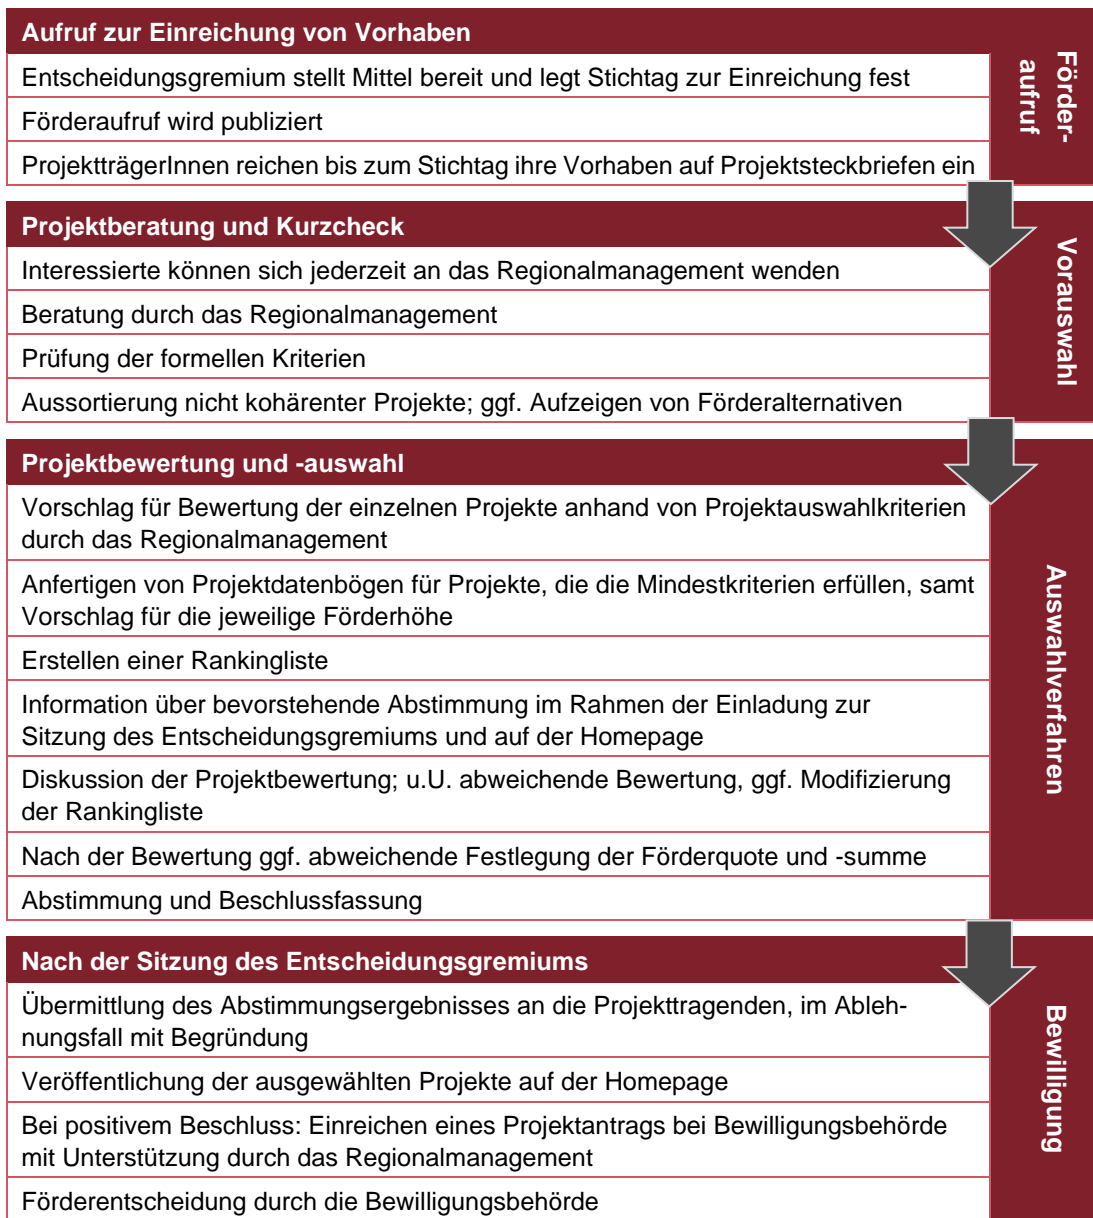 Aufruf zur Einreichung von Vorhaben
Entscheidungsgremium stellt Mittel bereit und legt Stichtag zur Einreichung fest
Förderaufruf wird publiziert
ProjektträgerInnen reichen bis zum Stichtag ihre Vorhaben auf Projektsteckbriefen ein
Förder-
aufruf
Projektberatung und Kurzcheck
Interessierte können sich jederzeit an das Regionalmanagement wenden
Beratung durch das Regionalmanagement
Prüfung der formellen Kriterien
Aussortierung nicht kohärenter Projekte; ggf. Aufzeigen von Förderalternativen
Vorauswahl
Projektbewertung und -auswahl
Vorschlag für Bewertung der einzelnen Projekte anhand von Projektauswahlkriterien
durch das Regionalmanagement
Anfertigen von Projektdatenbögen für Projekte, die die Mindestkriterien erfüllen, samt
Vorschlag für die jeweilige Förderhöhe
Erstellen einer Rankingliste
Information über bevorstehende Abstimmung im Rahmen der Einladung zur
Sitzung des Entscheidungsgremiums und auf der Homepage
Diskussion der Projektbewertung; u.U. abweichende Bewertung, ggf. Modifizierung
der Rankingliste
Nach der Bewertung ggf. abweichende Festlegung der Förderquote und -summe
Abstimmung und Beschlussfassung
Auswahlverfahren
Nach der Sitzung des Entscheidungsgremiums
Übermittlung des Abstimmungsergebnisses an die Projekttragenden, im Ableh-
nungsfall mit Begründung
Veröffentlichung der ausgewählten Projekte auf der Homepage
Bei positivem Beschluss: Einreichen eines Projektantrags bei Bewilligungsbehörde
mit Unterstützung durch das Regionalmanagement
Förderentscheidung durch die Bewilligungsbehörde
Bewilligung